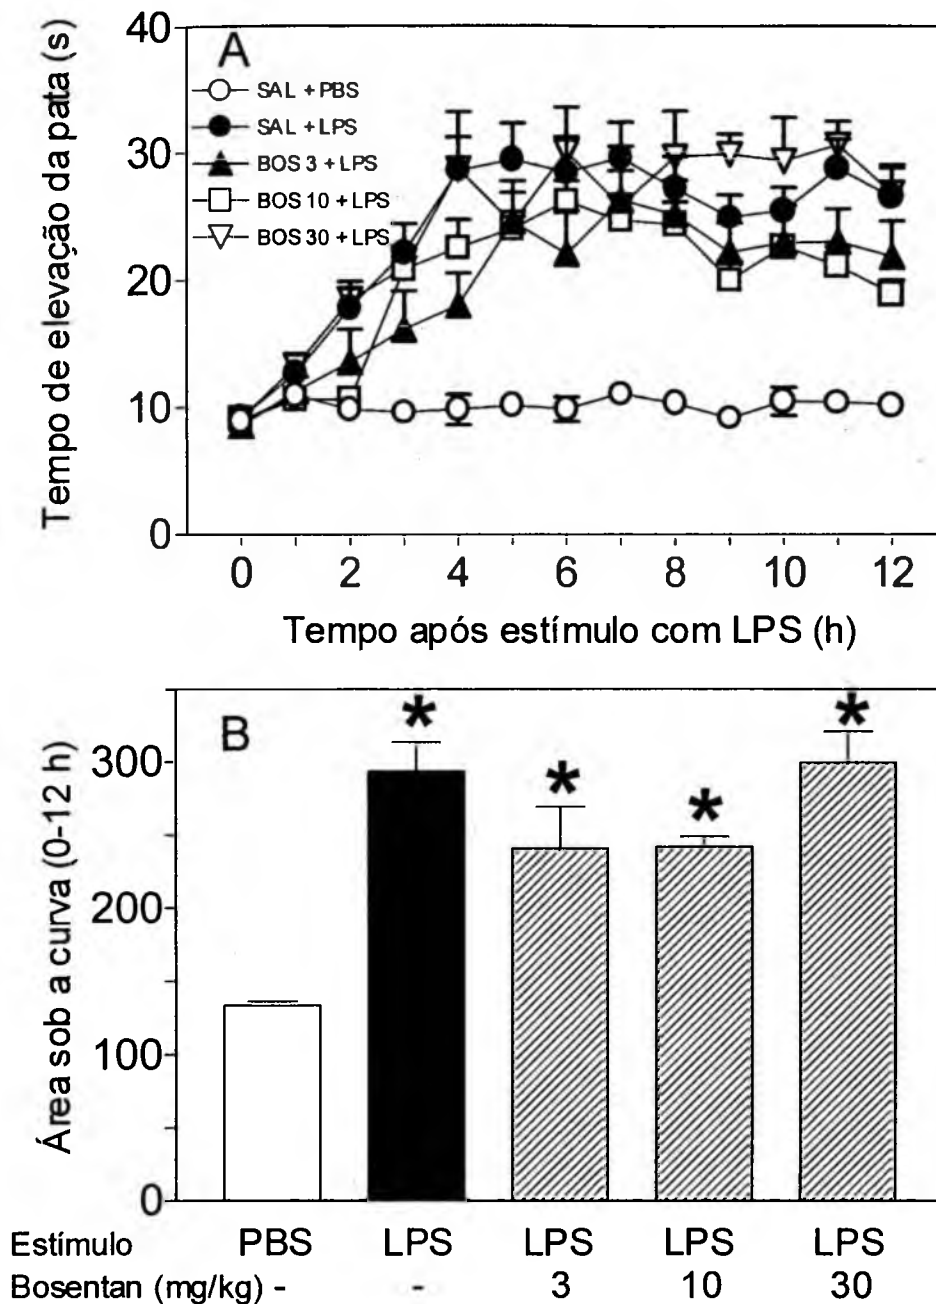 A
Tempo de elevação da pata (s)
40
30
20
10
0
SAL + PBS
SAL + LPS
BOS 3 + LPS
BOS 10 + LPS
BOS 30 + LPS
0 2 4 6 8 10 12
Tempo após estímulo com LPS (h)
B
Área sob a curva (0-12 h)
300
200
100
0
* * * *
Estímulo PBS LPS LPS LPS LPS
Bosentan (mg/kg) - - 3 10 30